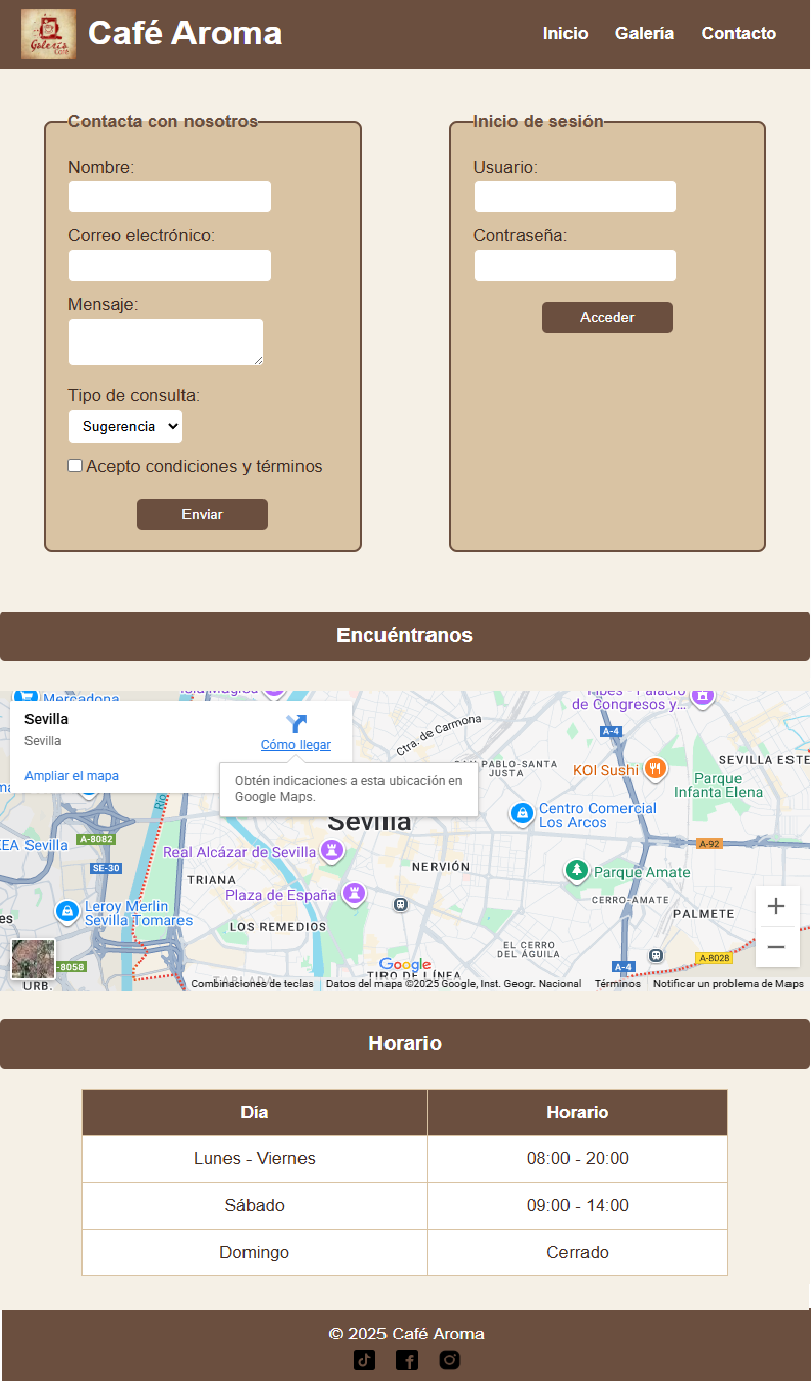 Galería
Café Aroma
Inicio
Galería
Contacto
Contacta con nosotros
Nombre:
Correo electrónico:
Mensaje:
Tipo de consulta:
Sugerencia
Acepto condiciones y términos
Enviar
Inicio de sesión
Usuario:
Contraseña:
Acceder
Encuéntranos
Mercadona
Isla Mágica
de Congresos y...
Sevilla
Sevilla
Cómo llegar
Ampliar el mapa
Obtén indicaciones a esta ubicación en
Google Maps.
Ctra. de Carmona
A-4
SAN PABLO-SANTA
JUSTA
KOI Sushi
SEVILLA ESTE
Parque
Infanta Elena
Sevilla
Centro Comercial
Los Arcos
A-8082
A-92
KEA Sevilla
SE-30
Real Alcázar de Sevilla
NERVIÓN
TRIANA
Parque Amate
Plaza de España
CERRO-AMATE
Leroy Merlin
Sevilla Tomares
PALMETE
LOS REMEDIOS
EL CERRO
DEL ÁGUILA
A-8028
A-4
-8058
URB.
TABLADA
TIRO DE LÍNEA
Google
Combinaciones de teclas
Datos del mapa ©2025 Google, Inst. Geogr. Nacional
Términos
Notificar un problema de Maps
Horario
Día Horario
Lunes - Viernes 08:00 - 20:00
Sábado 09:00 - 14:00
Domingo Cerrado
© 2025 Café Aroma